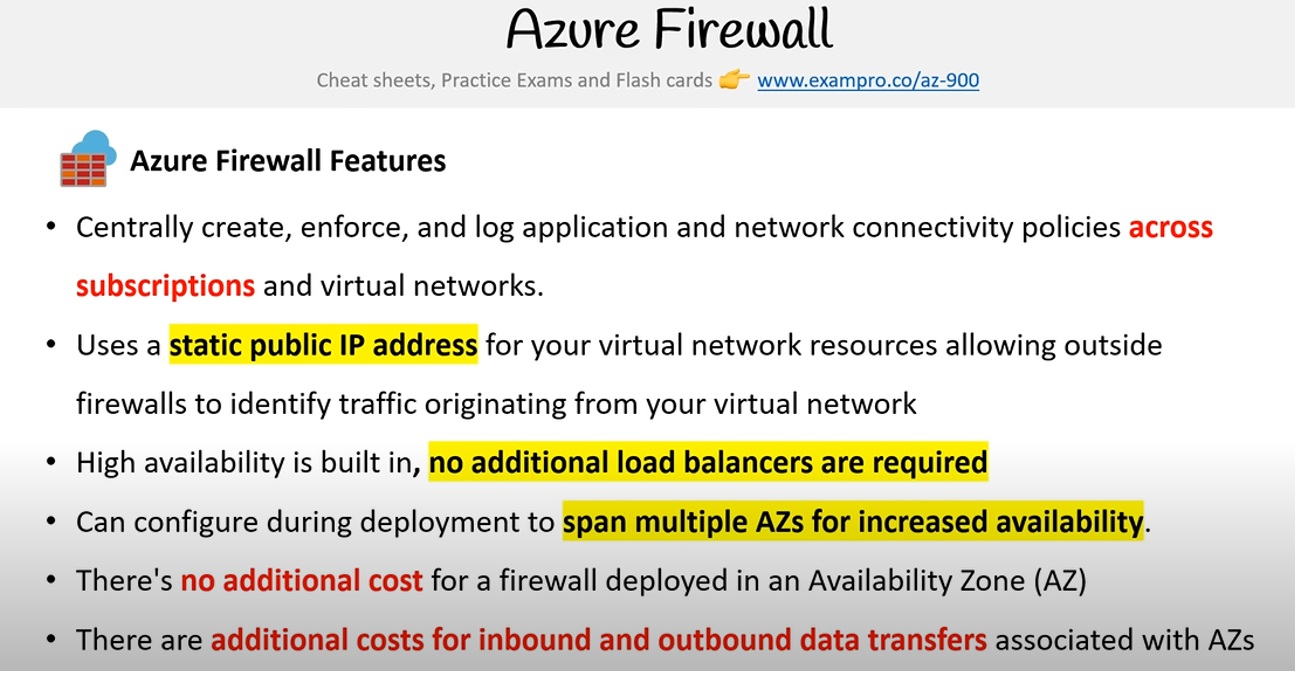 Azure Firewall
Cheat sheets, Practice Exams and Flash cards 👉 www.exampro.co/az-900
Azure Firewall Features
• Centrally create, enforce, and log application and network connectivity policies across
subscriptions and virtual networks.
• Uses a static public IP address for your virtual network resources allowing outside
firewalls to identify traffic originating from your virtual network
• High availability is built in, no additional load balancers are required
• Can configure during deployment to span multiple AZs for increased availability.
• There's no additional cost for a firewall deployed in an Availability Zone (AZ)
• There are additional costs for inbound and outbound data transfers associated with AZs